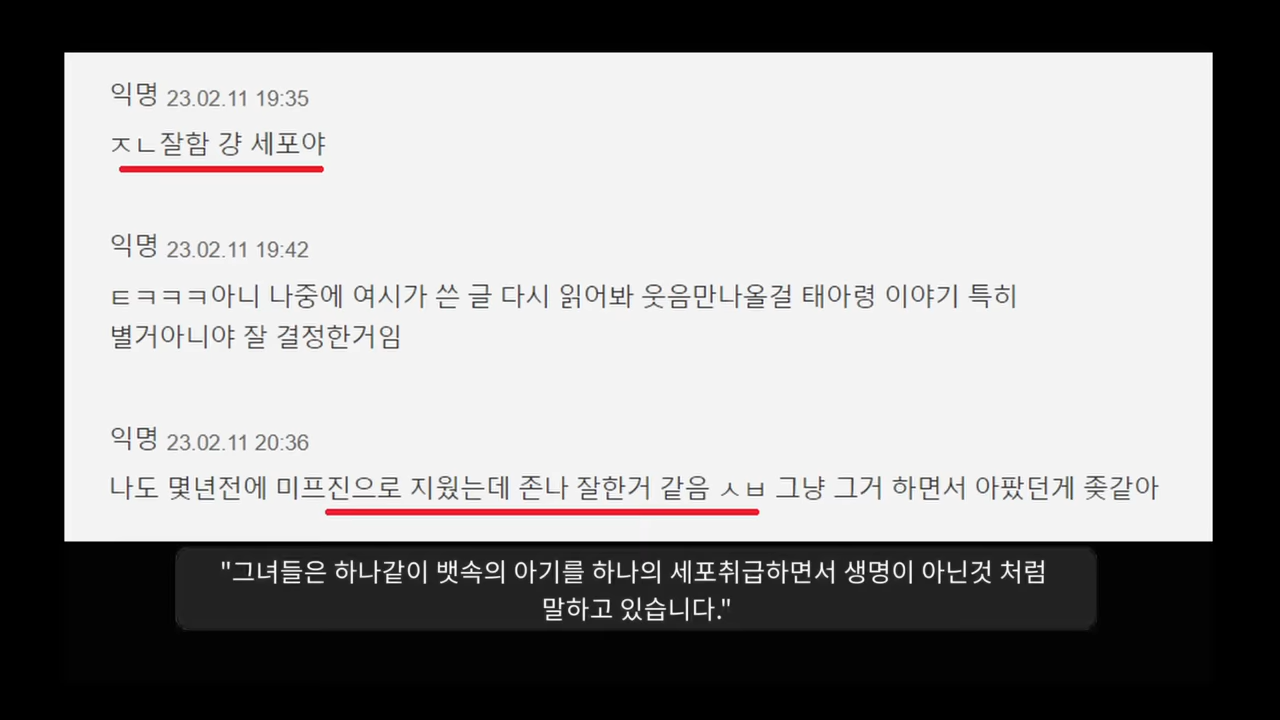 익명 23.02.11 19:35
ㅈㄴ잘함 걍 세포야
익명 23.02.11 19:42
ㅌㅋㅋㅋ아니 나중에 여시가 쓴 글 다시 읽어봐 웃음만나올걸 태아령 이야기 특히
별거아니야 잘 결정한거임
익명 23.02.11 20:36
나도 몇년전에 미프진으로 지웠는데 존나 잘한거 같음 ㅅㅂ 그냥 그거 하면서 아팠던게 좆같아
"그녀들은 하나같이 뱃속의 아기를 하나의 세포취급하면서 생명이 아닌것 처럼
말하고 있습니다."